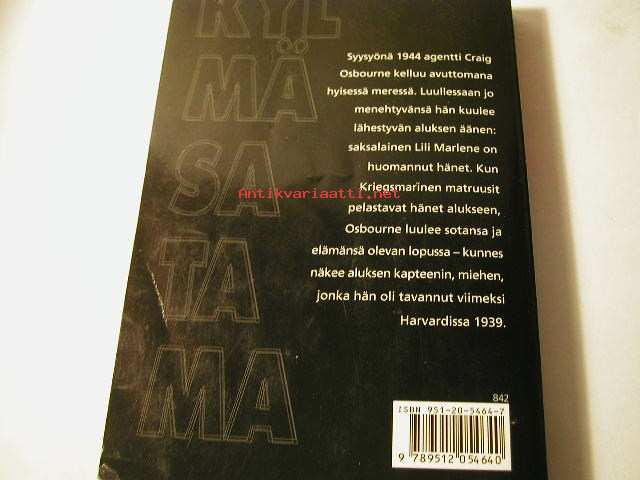 KYL
MÄ
SA
TA
MA
Syysyönä 1944 agentti Craig
Osbourne kelluu avuttomana
hyisessä meressä. Luullessaan jo
menehtyvänsä hän kuulee
lähestyvän aluksen äänen:
saksalainen Lili Marlene on
huomannut hänet. Kun
Kriegsmarinen matruusit
pelastavat hänet alukseen,
Osbourne luulee sotansa ja
elämänsä olevan lopussa – kunnes
näkee aluksen kapteenin, miehen,
jonka hän oli tavannut viimeksi
Harvardissa 1939.
Antikvariaatti.net
842
ISBN 951-20-5464-7
9 789512 054640